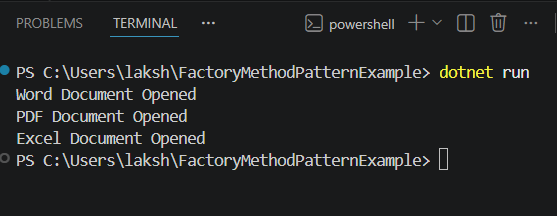 PROBLEMS TERMINAL ... powershell ...
PS C:\Users\laksh\FactoryMethodPatternExample> dotnet run
Word Document Opened
PDF Document Opened
Excel Document Opened
PS C:\Users\laksh\FactoryMethodPatternExample>